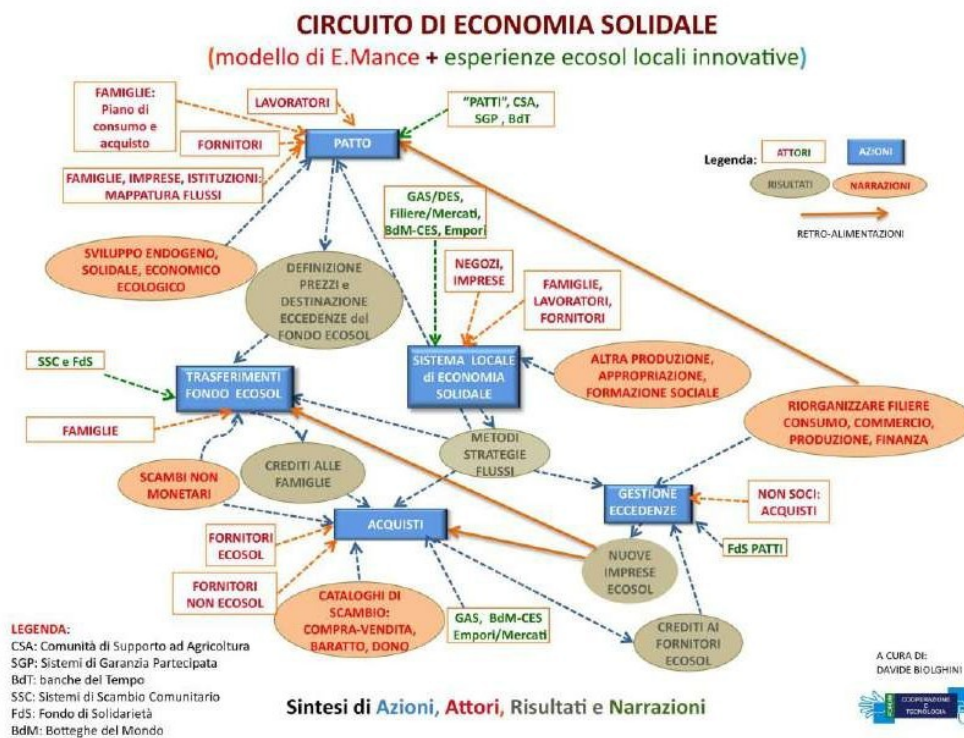 CIRCUITO DI ECONOMIA SOLIDALE
(modello di E.Mance + esperienze ecosol locali innovative)
FAMIGLIE:
Piano di
consumo e
acquisto
LAVORATORI
FORNITORI
"PATTI", CSA,
SGP , BdT
PATTO
FAMIGLIE, IMPRESE, ISTITUZIONI:
MAPPATURA FLUSSI
Legenda:
ATTORI
AZIONI
RISULTATI
NARRAZIONI
RETRO-ALIMENTAZIONI
GAS/DES,
Filiere/Mercati,
BdM-CES, Empori
SVILUPPO ENDOGENO,
SOLIDALE, ECONOMICO
ECOLOGICO
DEFINIZIONE
PREZZI e
DESTINAZIONE
ECCEDENZE del
FONDO ECOSOL
NEGOZI,
IMPRESE
FAMIGLIE,
LAVORATORI,
FORNITORI
SSC e FdS
TRASFERIMENTI
FONDO ECOSOL
SISTEMA LOCALE
di ECONOMIA
SOLIDALE
ALTRA PRODUZIONE,
APPROPRIAZIONE,
FORMAZIONE SOCIALE
RIORGANIZZARE FILIERE
CONSUMO, COMMERCIO,
PRODUZIONE, FINANZA
FAMIGLIE
METODI
STRATEGIE
FLUSSI
SCAMBI NON
MONETARI
CREDITI ALLE
FAMIGLIE
GESTIONE
ECCEDENZE
NON SOCI:
ACQUISTI
ACQUISTI
FORNITORI
ECOSOL
FdS PATTI
FORNITORI
NON ECOSOL
NUOVE
IMPRESE
ECOSOL
CATALOGHI DI
SCAMBIO:
COMPRA-VENDITA,
BARATTO, DONO
GAS, BdM-CES
Empori/Mercati
CREDITI AI
FORNITORI
ECOSOL
LEGENDA:
CSA: Comunità di Supporto ad Agricoltura
SGP: Sistemi di Garanzia Partecipata
BdT: banche del Tempo
SSC: Sistemi di Scambio Comunitario
FdS: Fondo di Solidarietà
BdM: Botteghe del Mondo
Sintesi di Azioni, Attori, Risultati e Narrazioni
A CURA DI:
DAVIDE BIOLGHINI
COOPERAZIONE
E
TECNOLOGIA